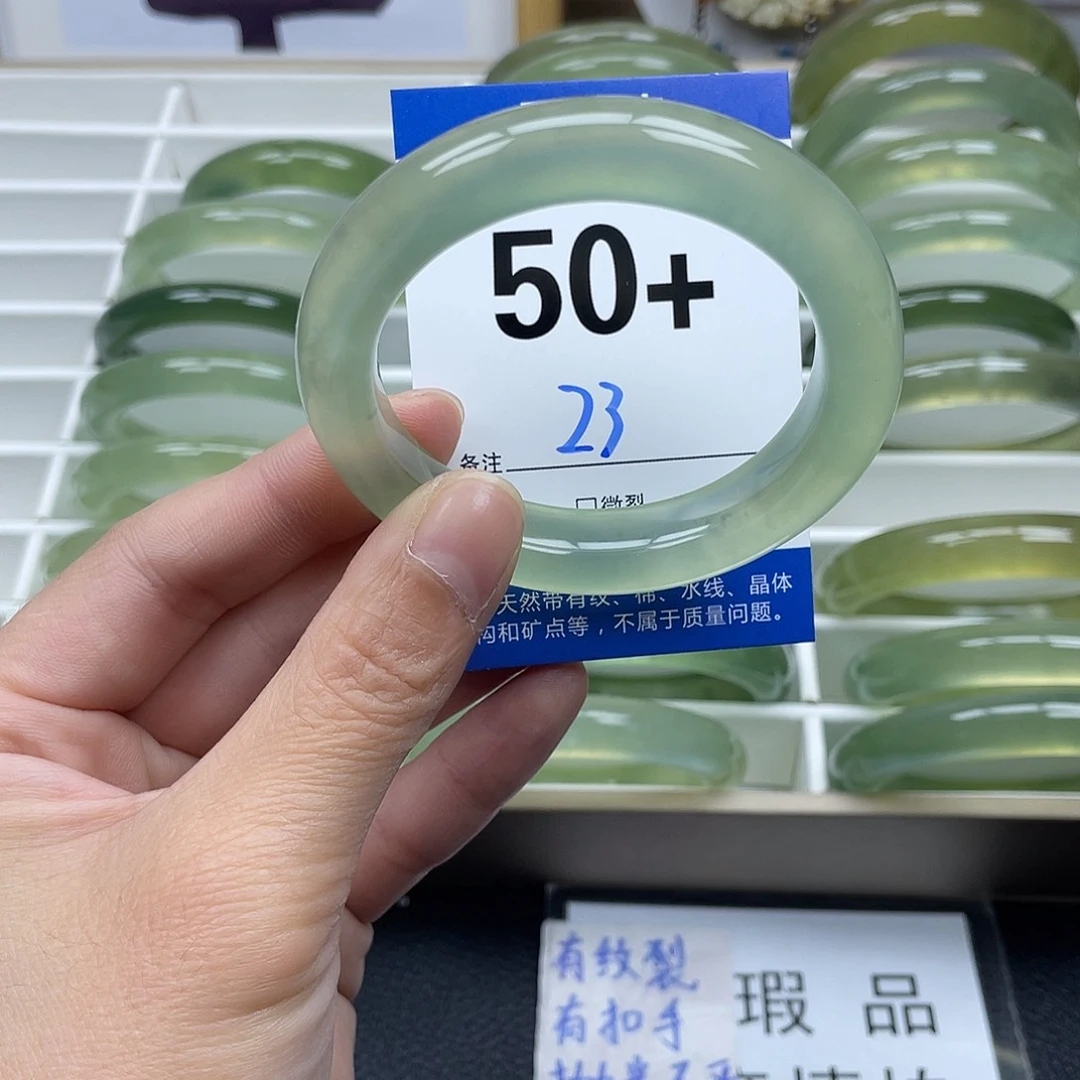 50+
23
备注
□微裂
天然带有纹、棉、水线、晶体
构和矿点等，不属于质量问题。
有纹裂
有扣手
瑕 品